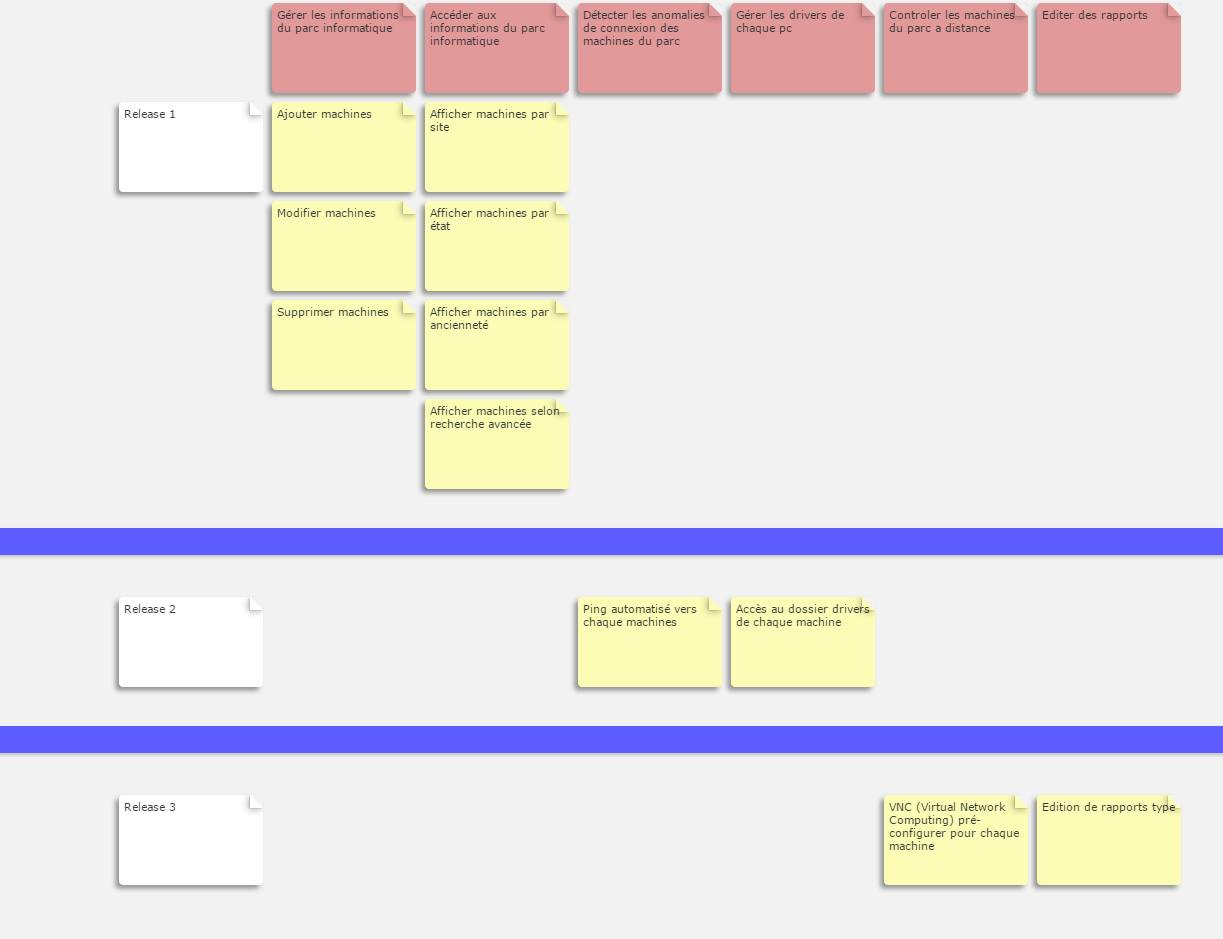 Gérer les informations
du parc informatique
Accéder aux
informations du parc
informatique
Détecter les anomalies
de connexion des
machines du parc
Gérer les drivers de
chaque pc
Controler les machines
du parc a distance
Editer des rapports
Release 1
Ajouter machines
Afficher machines par
site
Modifier machines
Afficher machines par
état
Supprimer machines
Afficher machines par
ancienneté
Afficher machines selon
recherche avancée
Release 2
Ping automatisé vers
chaque machines
Accès au dossier drivers
de chaque machine
Release 3
VNC (Virtual Network
Computing) pré-
configurer pour chaque
machine
Edition de rapports type